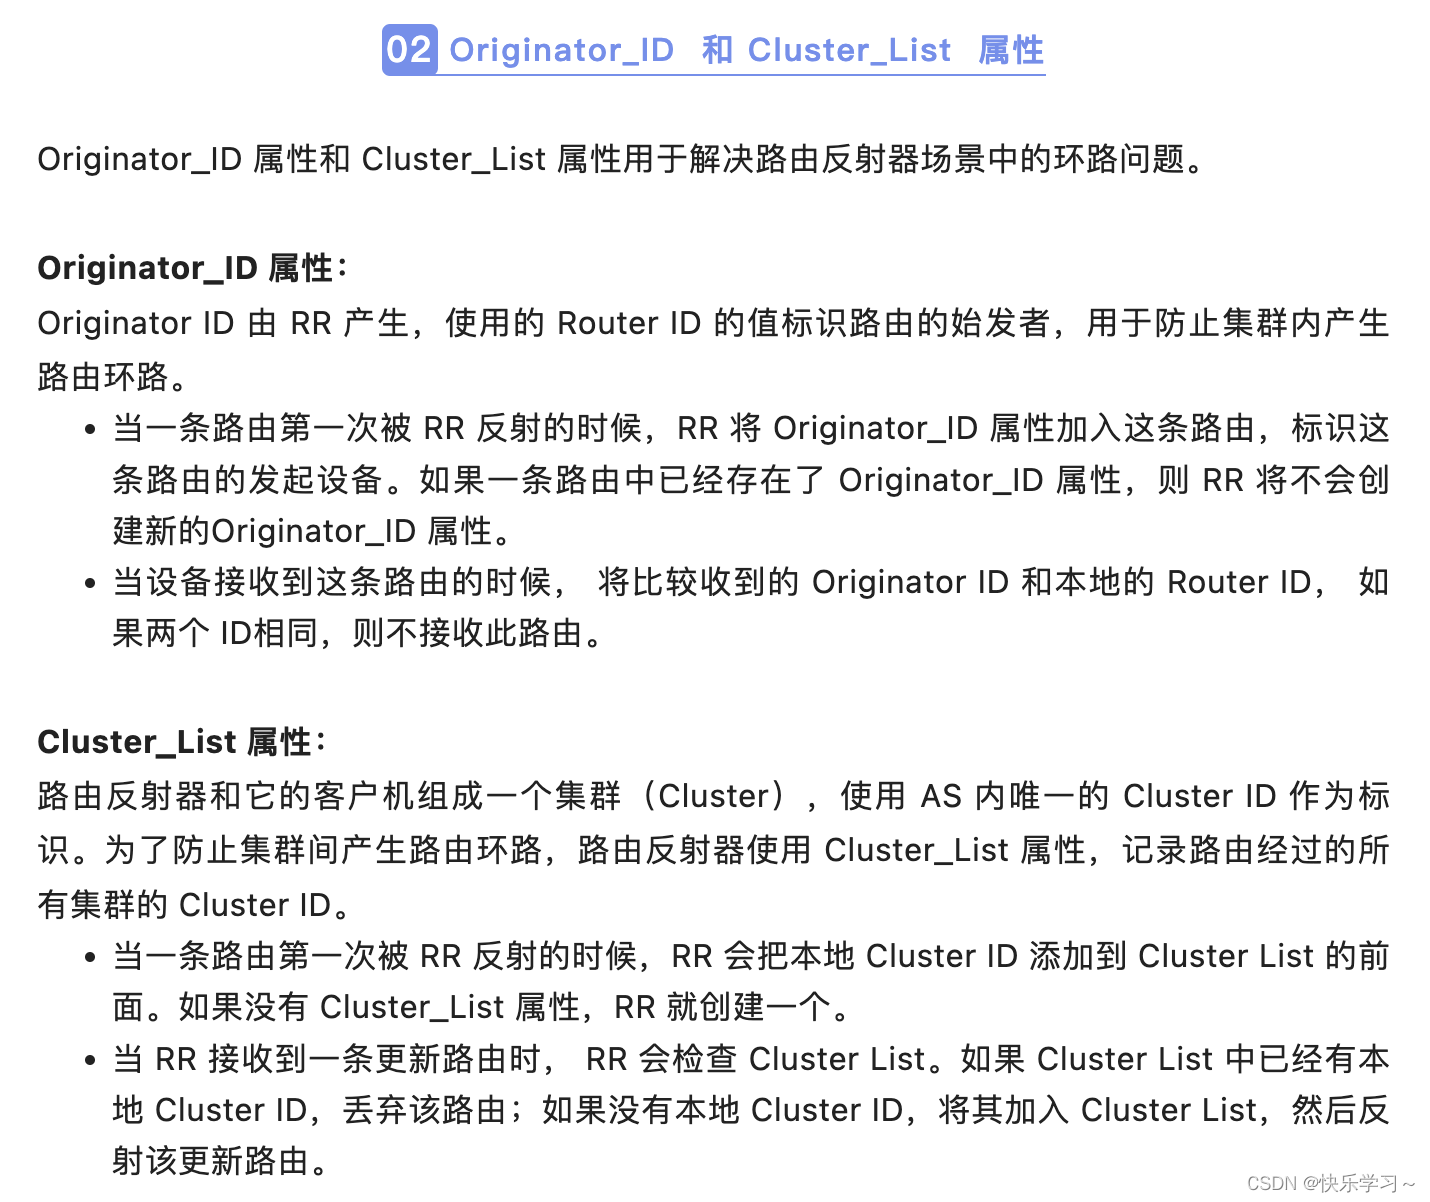 02 Originator_ID 和 Cluster_List 属性
Originator_ID 属性和 Cluster_List 属性用于解决路由反射器场景中的环路问题。
Originator_ID 属性：
Originator ID 由 RR 产生，使用的 Router ID 的值标识路由的始发者，用于防止集群内产生
路由环路。
• 当一条路由第一次被 RR 反射的时候，RR 将 Originator_ID 属性加入这条路由，标识这
条路由的发起设备。如果一条路由中已经存在了 Originator_ID 属性，则 RR 将不会创
建新的Originator_ID 属性。
• 当设备接收到这条路由的时候， 将比较收到的 Originator ID 和本地的 Router ID， 如
果两个 ID相同，则不接收此路由。
Cluster_List 属性：
路由反射器和它的客户机组成一个集群（Cluster），使用 AS 内唯一的 Cluster ID 作为标
识。为了防止集群间产生路由环路，路由反射器使用 Cluster_List 属性，记录路由经过的所
有集群的 Cluster ID。
• 当一条路由第一次被 RR 反射的时候，RR 会把本地 Cluster ID 添加到 Cluster List 的前
面。如果没有 Cluster_List 属性，RR 就创建一个。
• 当 RR 接收到一条更新路由时， RR 会检查 Cluster List。如果 Cluster List 中已经有本
地 Cluster ID，丢弃该路由；如果没有本地 Cluster ID，将其加入 Cluster List，然后反
射该更新路由。
CSDN @快乐学习～